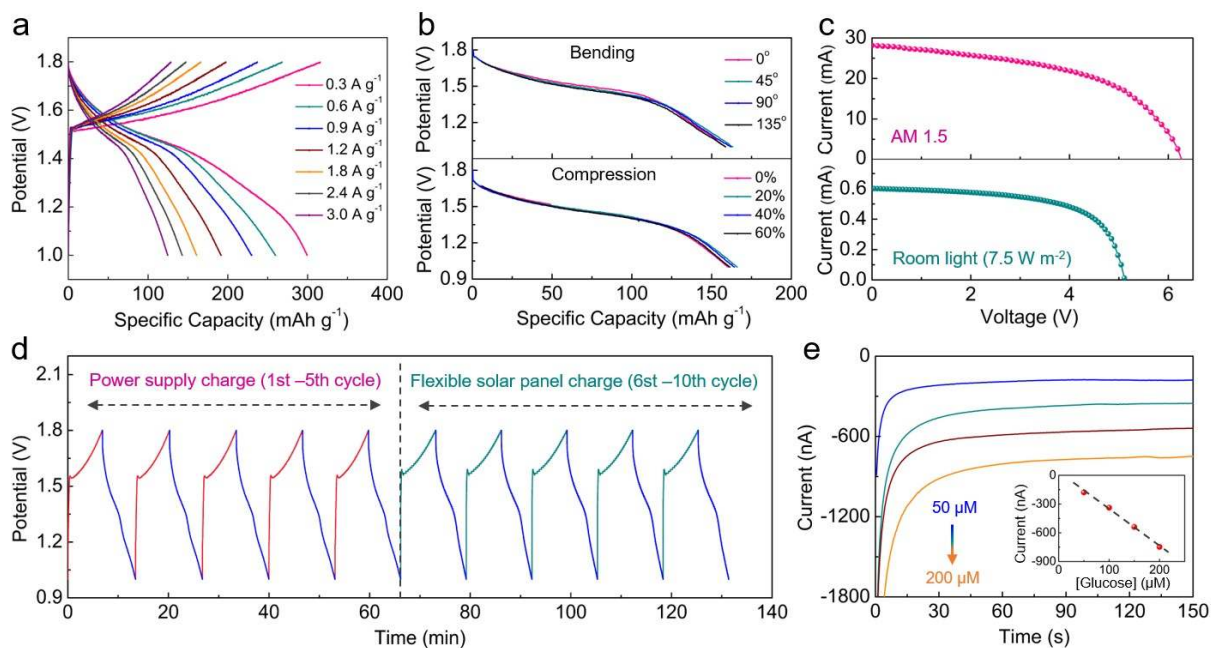 a
Potential (V)
1.8
1.6
1.4
1.2
1.0
0
100
200
300
400
Specific Capacity (mAh g⁻¹)
0.3 A g⁻¹
0.6 A g⁻¹
0.9 A g⁻¹
1.2 A g⁻¹
1.8 A g⁻¹
2.4 A g⁻¹
3.0 A g⁻¹
b
Potential (V)
1.8
1.5
1.2
Bending
0°
45°
90°
135°
Potential (V)
1.8
1.5
1.2
0.9
Compression
0%
20%
40%
60%
0
50
100
150
200
Specific Capacity (mAh g⁻¹)
c
Current (mA)
30
20
10
0
AM 1.5
Current (mA)
0.6
0.4
0.2
0.0
Room light (7.5 W m⁻²)
0
2
4
6
Voltage (V)
d
Potential (V)
2.1
1.8
1.5
1.2
0.9
Power supply charge (1st –5th cycle)
Flexible solar panel charge (6st –10th cycle)
0
20
40
60
80
100
120
140
Time (min)
e
Current (nA)
0
-600
-1200
-1800
50 µM
200 µM
Current (nA)
0
-300
-600
-900
0
100
200
[Glucose] (µM)
0
30
60
90
120
150
Time (s)